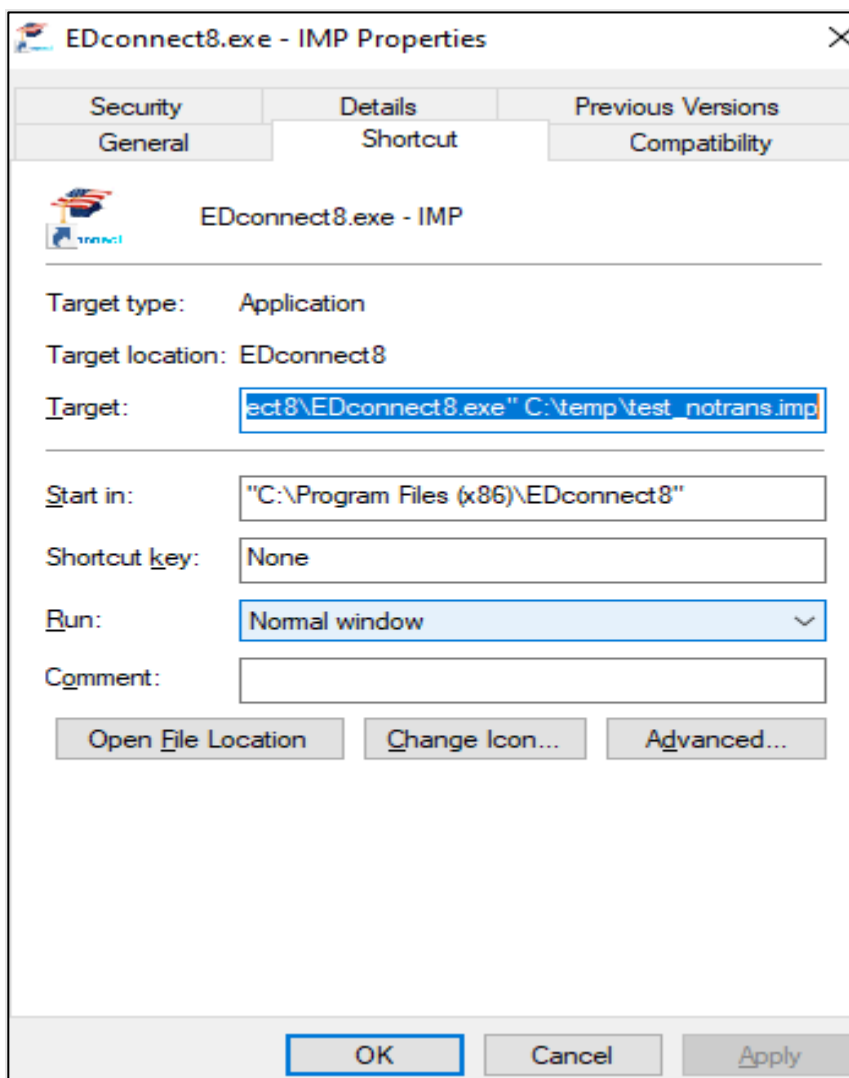 EDconnect8.exe - IMP Properties
Security Details Previous Versions
General Shortcut Compatibility
EDconnect8.exe - IMP
Target type: Application
Target location: EDconnect8
Target: ect8\EDconnect8.exe" C:\temp\test_notrans.imp
Start in: "C:\Program Files (x86)\EDconnect8"
Shortcut key: None
Run: Normal window
Comment:
Open File Location Change Icon... Advanced...
OK Cancel Apply